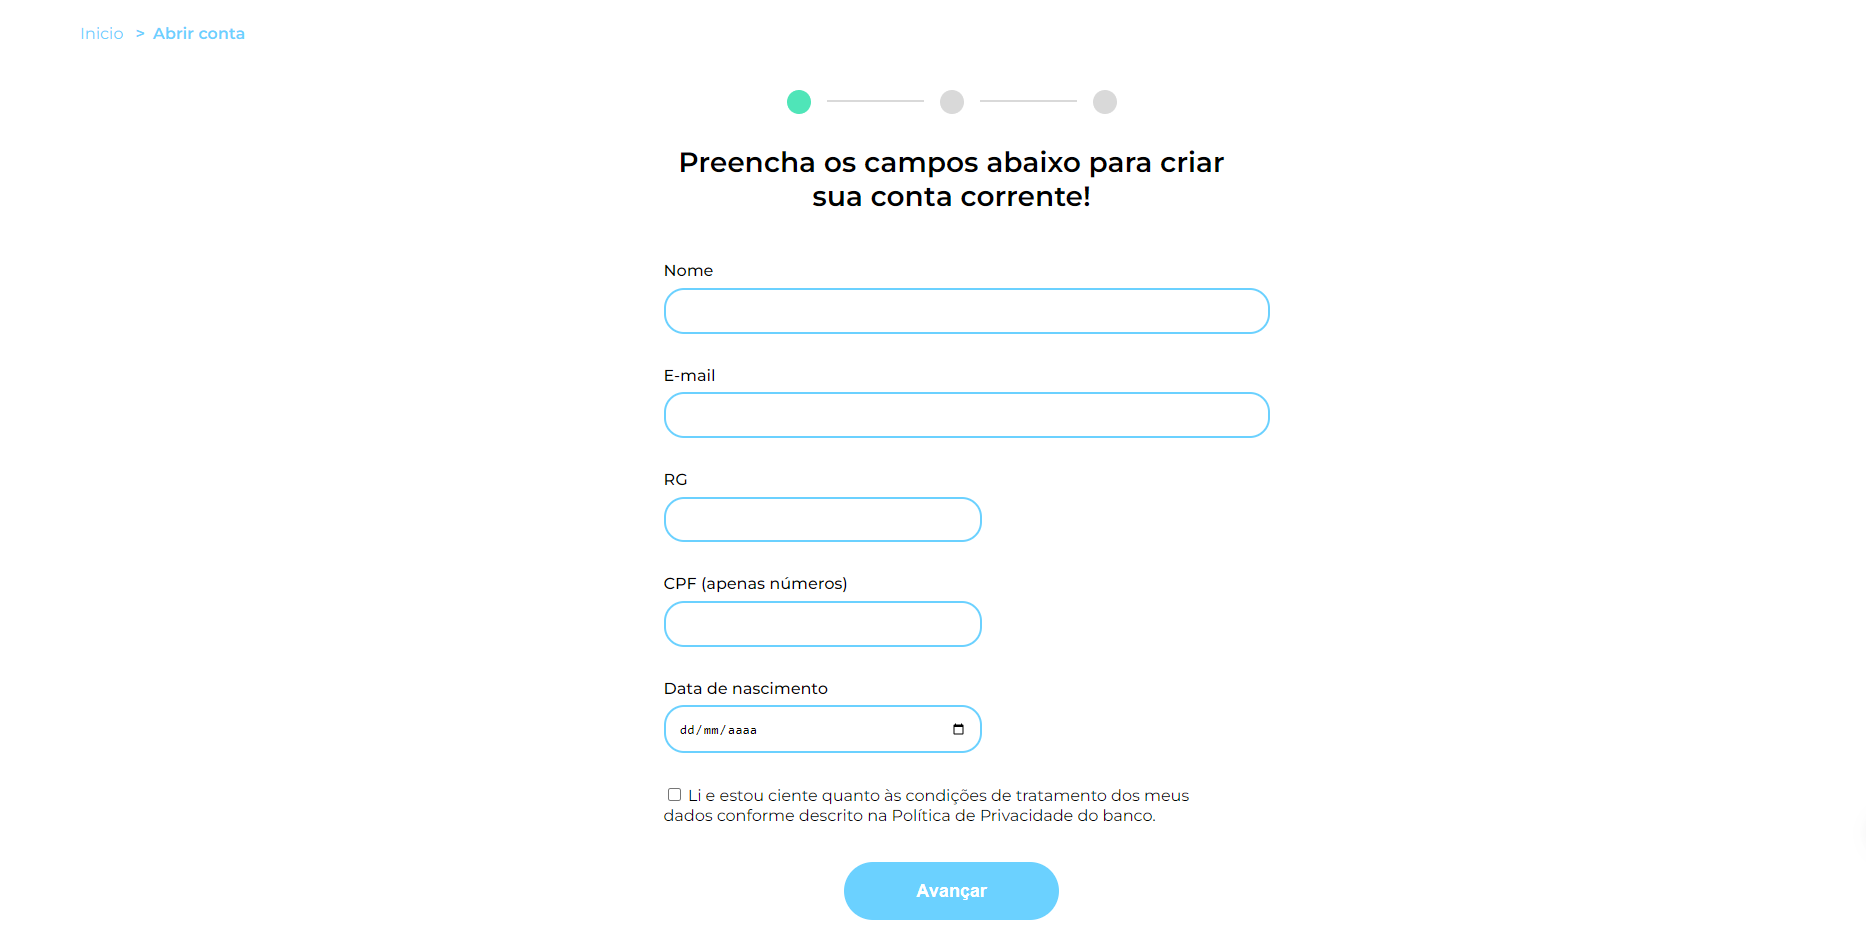 Inicio > Abrir conta
Preencha os campos abaixo para criar
sua conta corrente!
Nome
E-mail
RG
CPF (apenas números)
Data de nascimento
dd/mm/aaaa
Li e estou ciente quanto às condições de tratamento dos meus
dados conforme descrito na Política de Privacidade do banco.
Avançar